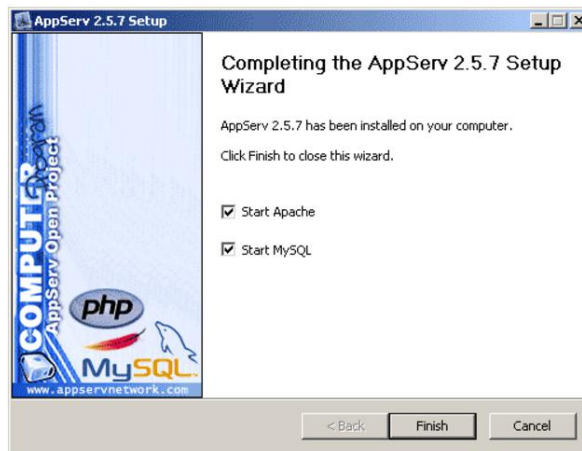 AppServ 2.5.7 Setup
Completing the AppServ 2.5.7 Setup
Wizard
AppServ 2.5.7 has been installed on your computer.
Click Finish to close this wizard.
Start Apache
Start MySQL
COMPUTER
Program
AppServ Open Project
php
MySQL
www.appservnetwork.com
< Back
Finish
Cancel